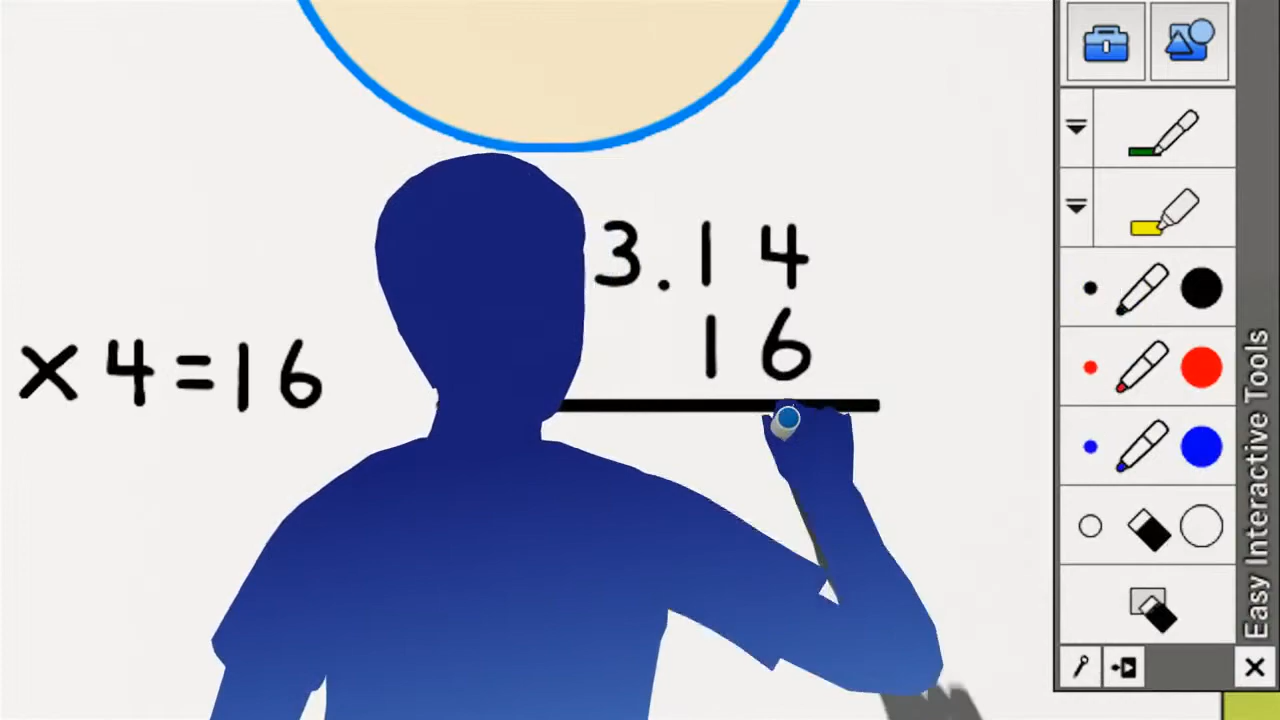 3.14
16
× 4 = 16
Easy Interactive Tools